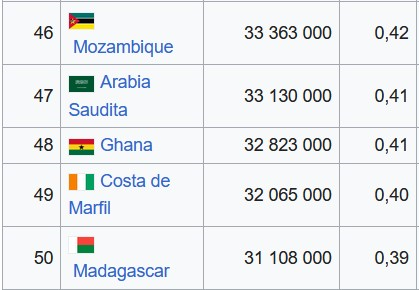 46 Mozambique 33 363 000 0,42
47 Arabia Saudita 33 130 000 0,41
48 Ghana 32 823 000 0,41
49 Costa de Marfil 32 065 000 0,40
50 Madagascar 31 108 000 0,39